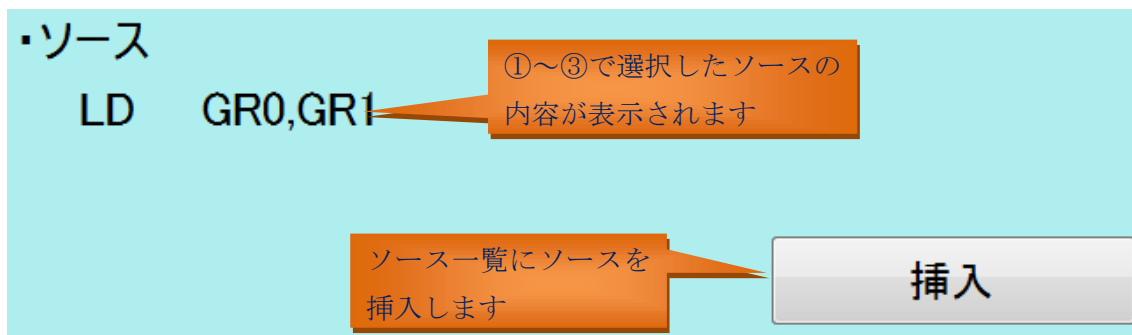 ・ソース
①～③で選択したソースの
内容が表示されます
LD GR0,GR1
ソース一覧にソースを
挿入します
挿入